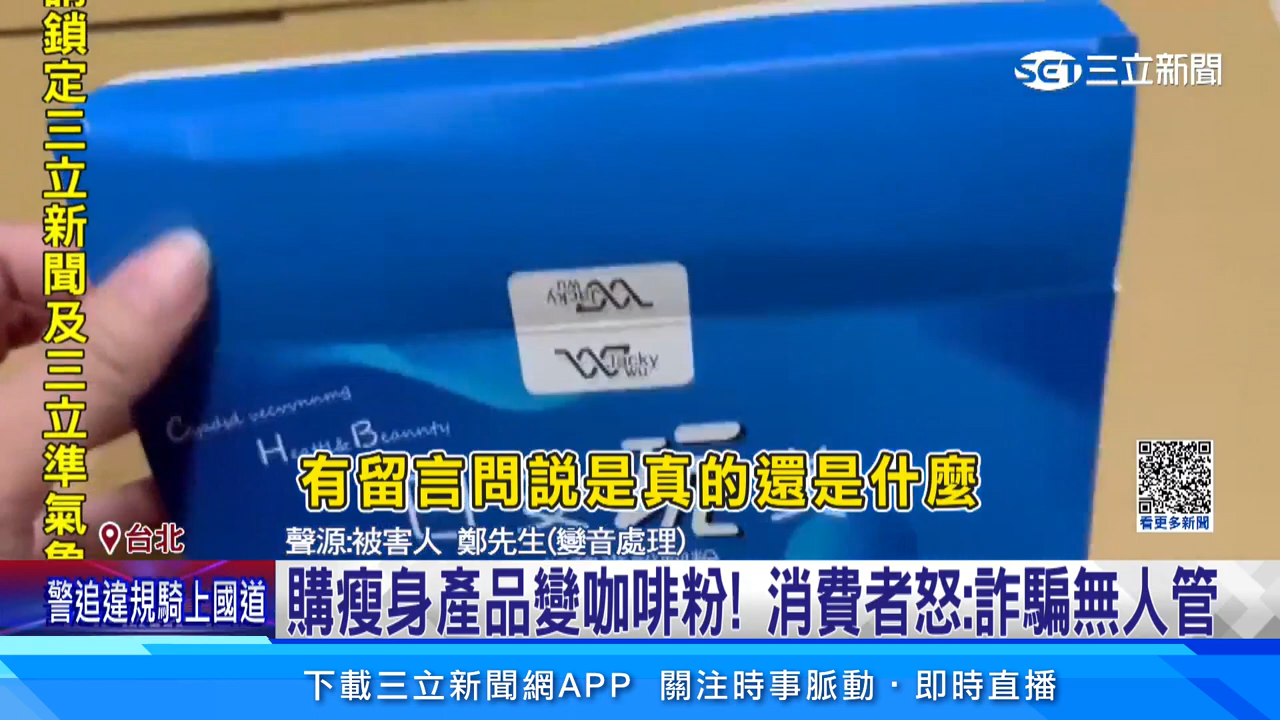 請鎖定三立新聞及三立準氣象
SET三立新聞
Jacky Wu
Jacky
Wu
Health & Beannty
有留言問說是真的還是什麼
看更多新聞
台北
聲源:被害人 鄭先生(變音處理)
警追違規騎上國道
購瘦身產品變咖啡粉! 消費者怒:詐騙無人管
下載三立新聞網APP 關注時事脈動·即時直播